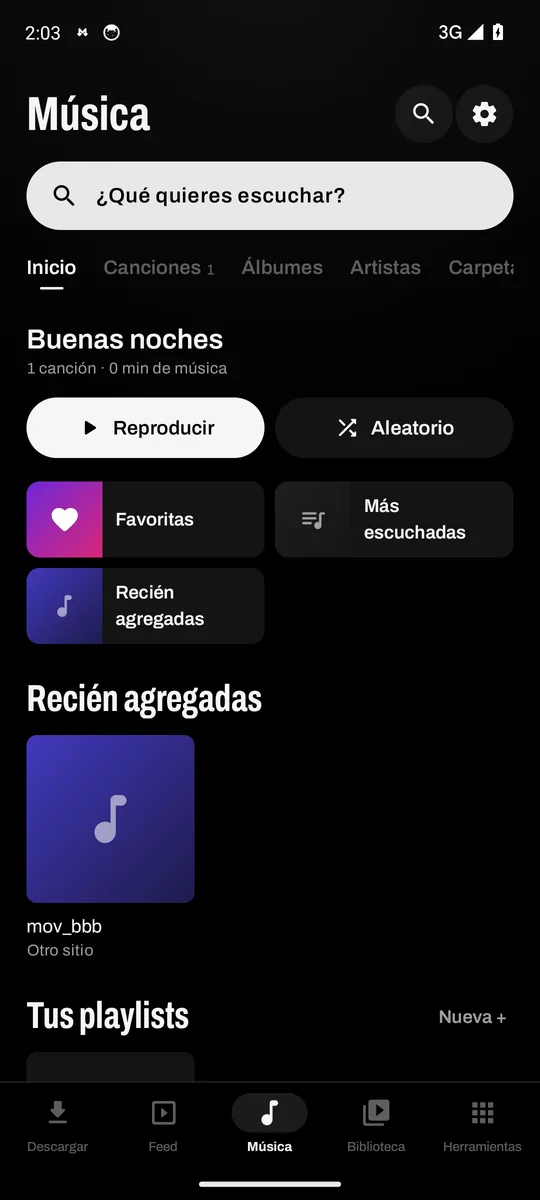 2:03
3G
Música
¿Qué quieres escuchar?
Inicio
Canciones 1
Álbumes
Artistas
Carpeta
Buenas noches
1 canción · 0 min de música
Reproducir
Aleatorio
Favoritas
Más
escuchadas
Recién
agregadas
Recién agregadas
mov_bbb
Otro sitio
Tus playlists
Nueva +
Descargar
Feed
Música
Biblioteca
Herramientas